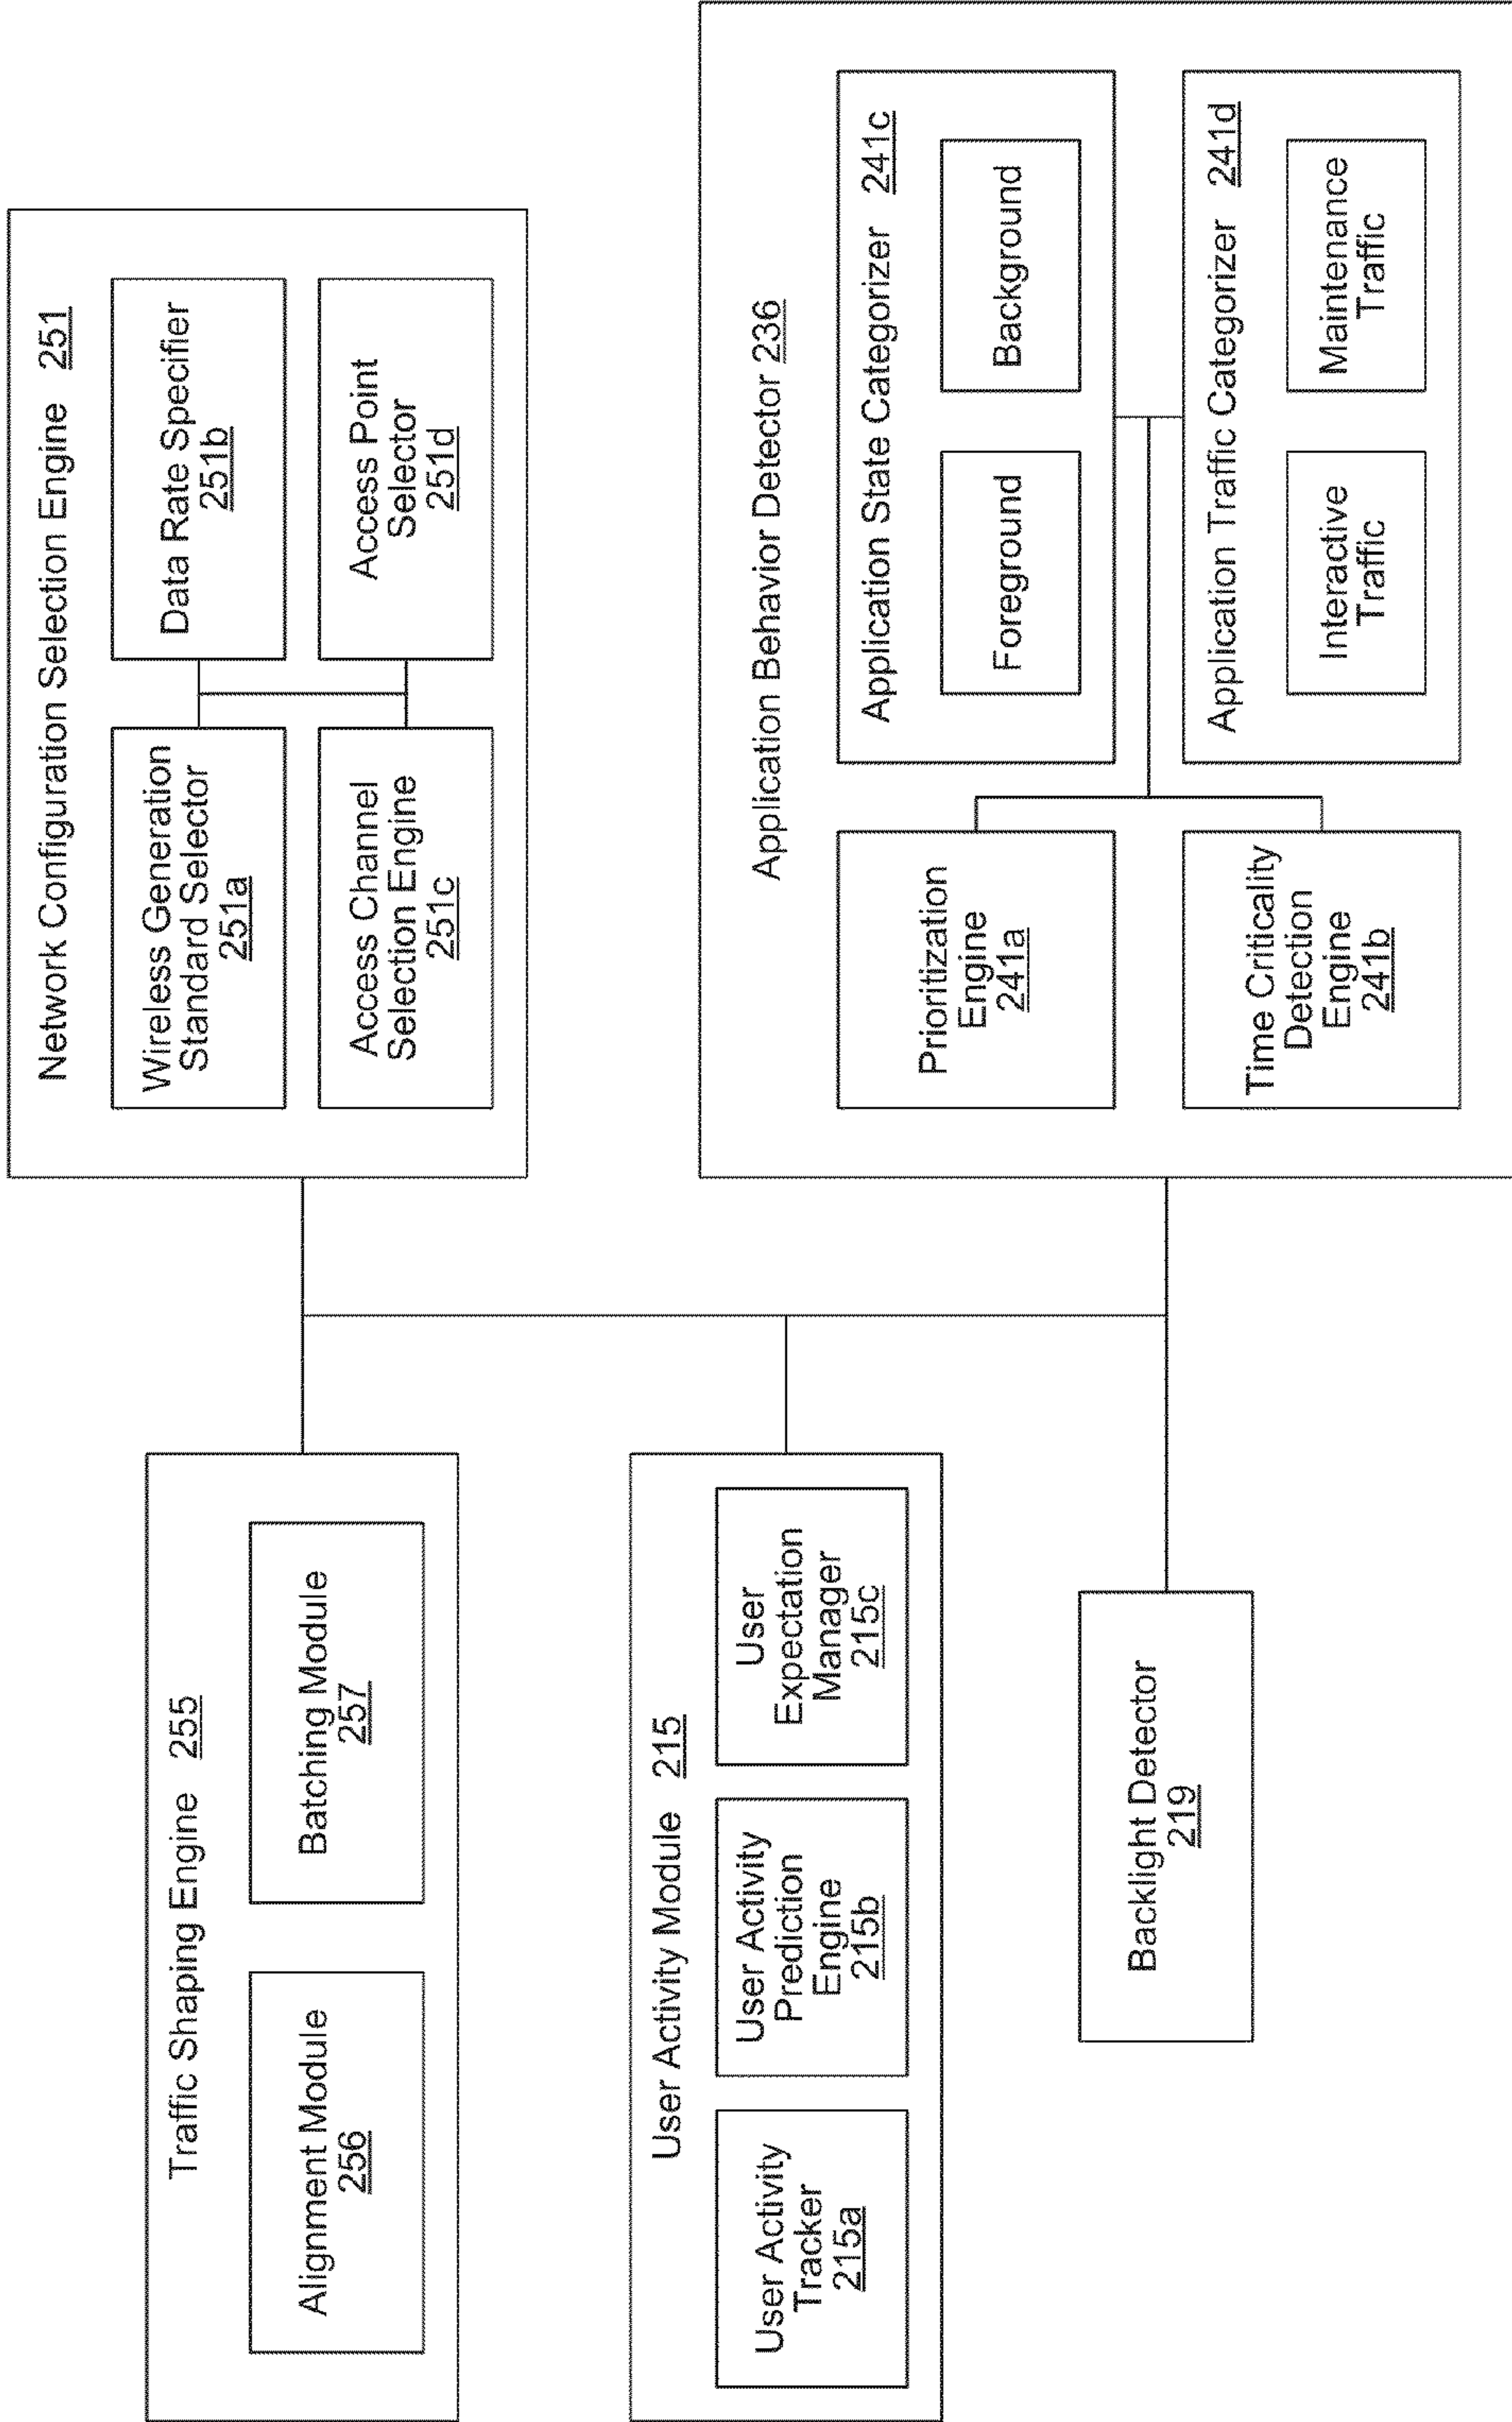 Traffic Shaping Engine 255
Alignment Module
256
Batching Module
257
User Activity Module 215
User Activity
Tracker
215a
User Activity
Prediction
Engine
215b
User
Expectation
Manager
215c
Backlight Detector
219
Network Configuration Selection Engine 251
Wireless Generation
Standard Selector
251a
Data Rate Specifier
251b
Access Channel
Selection Engine
251c
Access Point
Selector
251d
Application Behavior Detector 236
Prioritization
Engine
241a
Time Criticality
Detection
Engine
241b
Application State Categorizer 241c
Foreground
Background
Application Traffic Categorizer 241d
Interactive
Traffic
Maintenance
Traffic